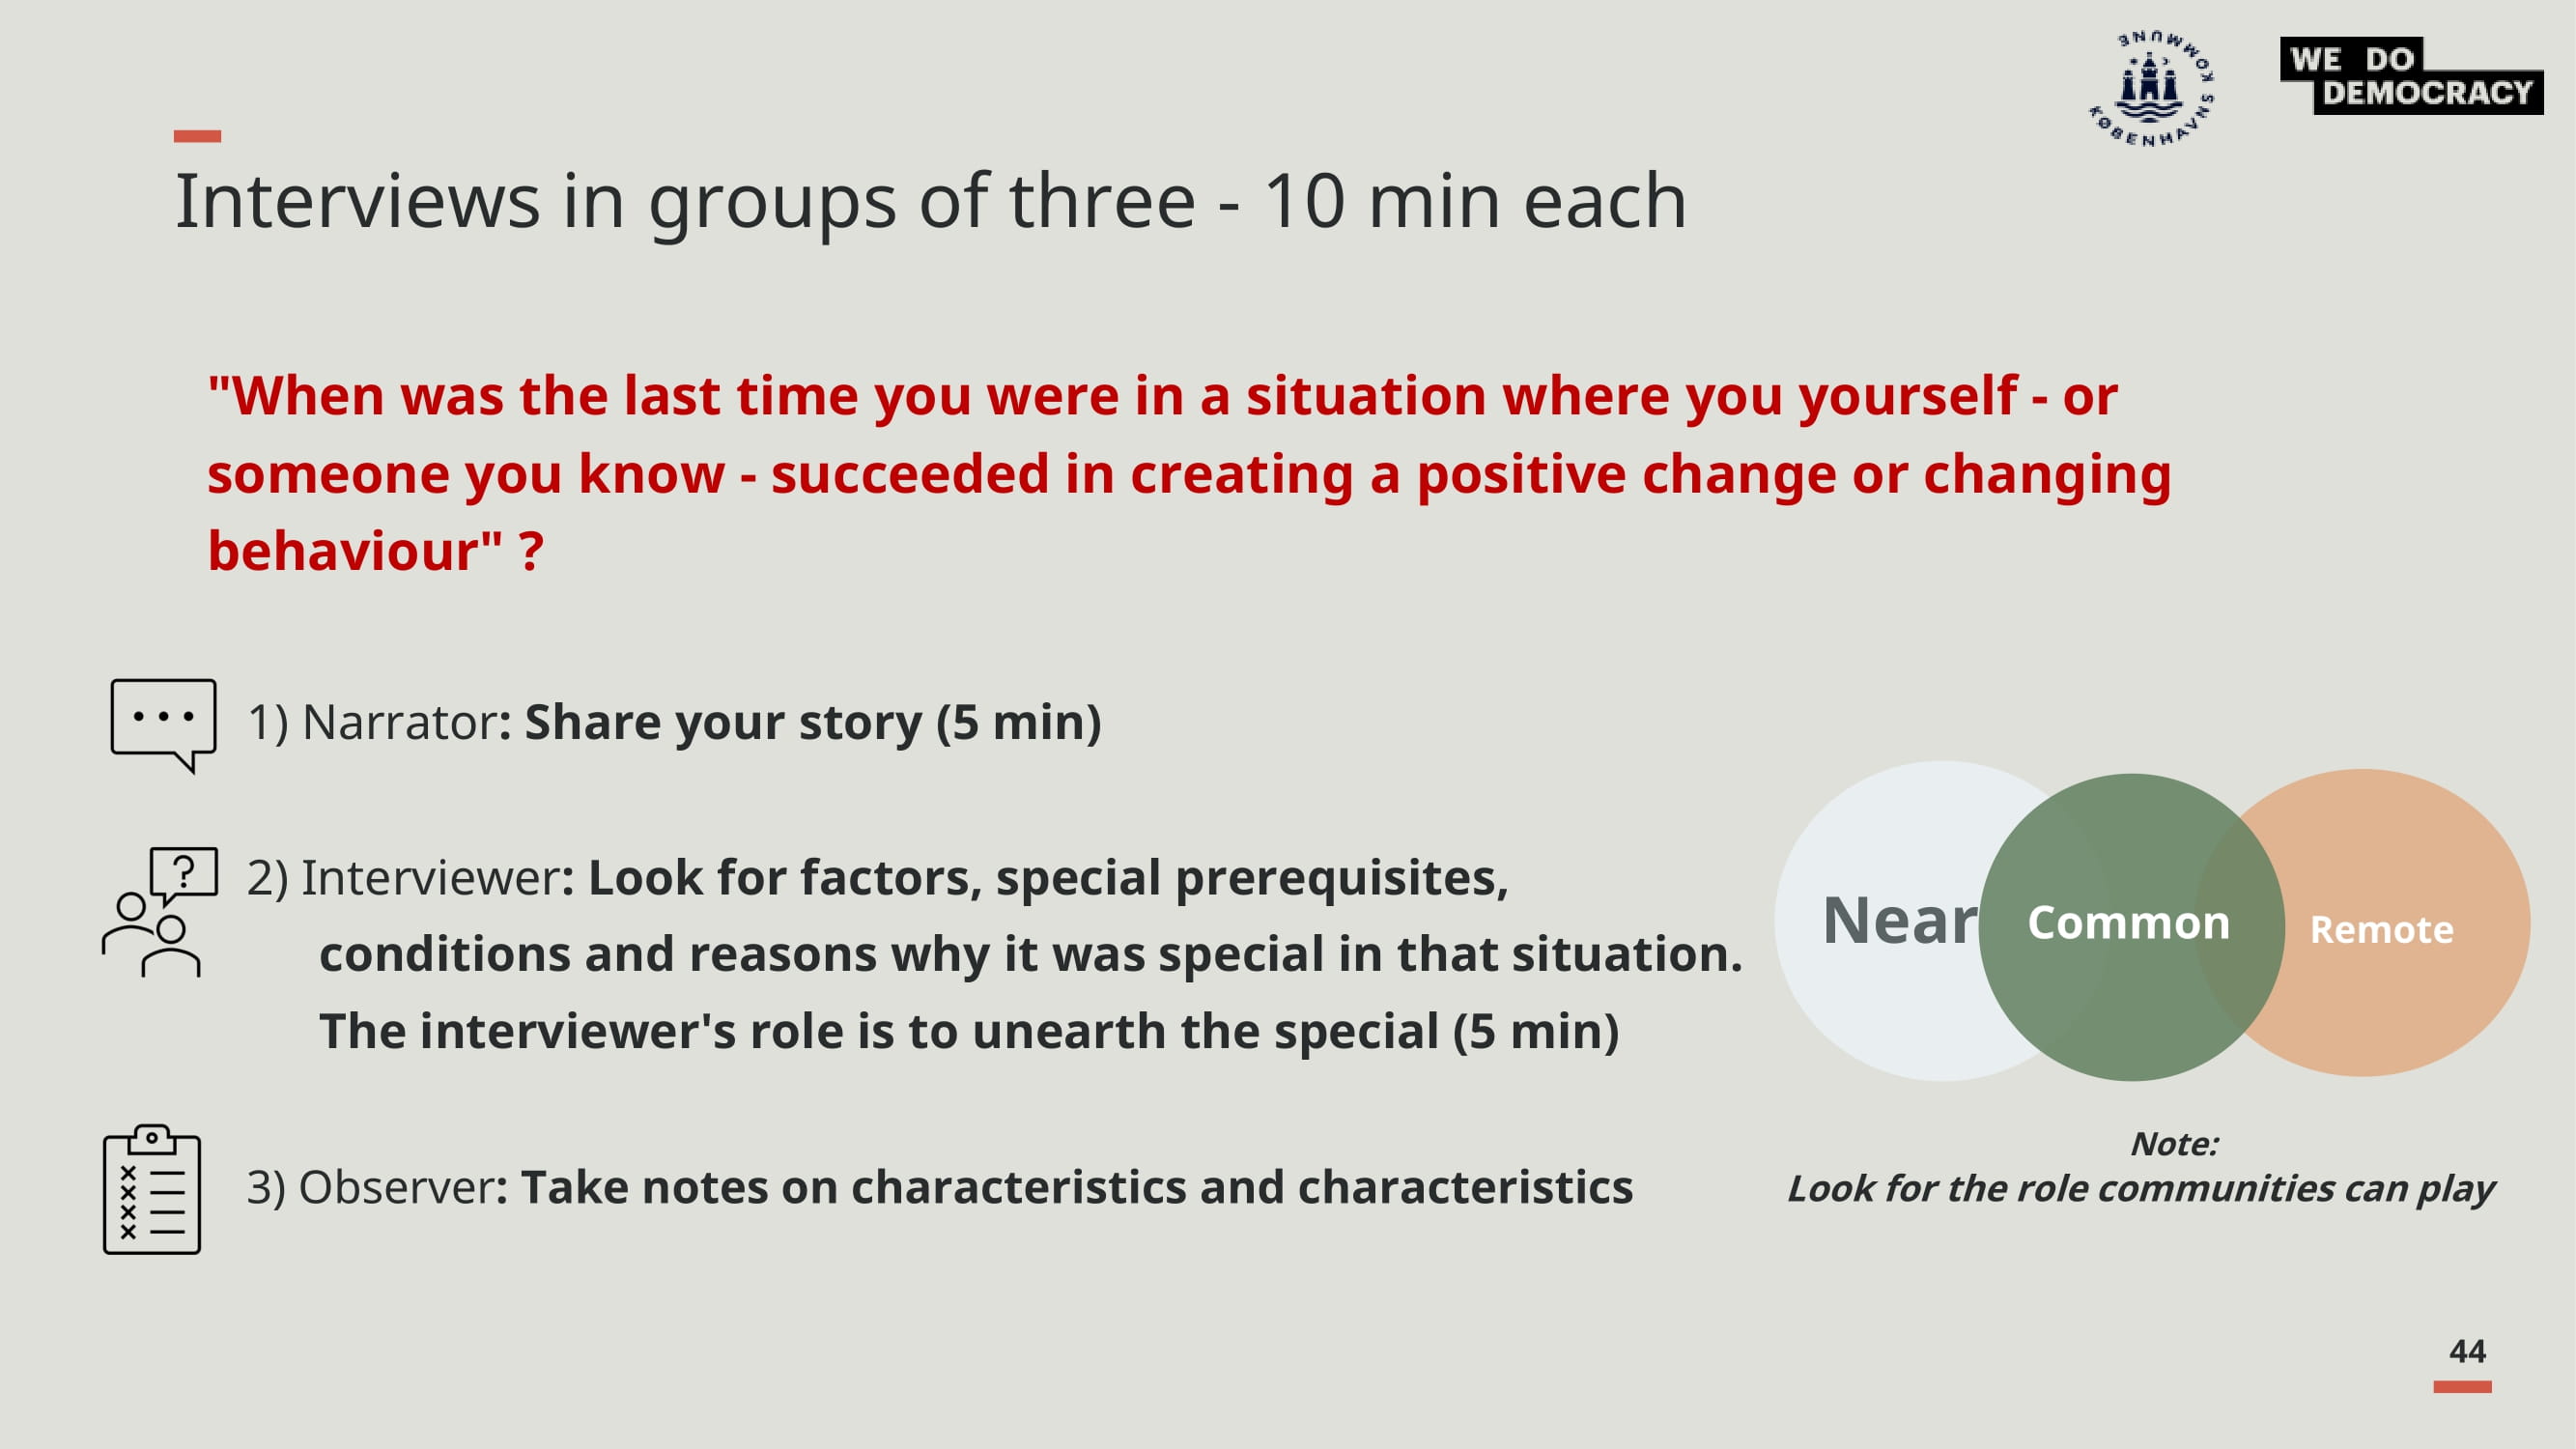 KØBENHAVNS KOMMUNE
WE DO
DEMOCRACY
Interviews in groups of three - 10 min each
"When was the last time you were in a situation where you yourself - or
someone you know - succeeded in creating a positive change or changing
behaviour" ?
1) Narrator: Share your story (5 min)
?
2) Interviewer: Look for factors, special prerequisites,
conditions and reasons why it was special in that situation.
The interviewer's role is to unearth the special (5 min)
3) Observer: Take notes on characteristics and characteristics
Near
Common
Remote
Note:
Look for the role communities can play
44